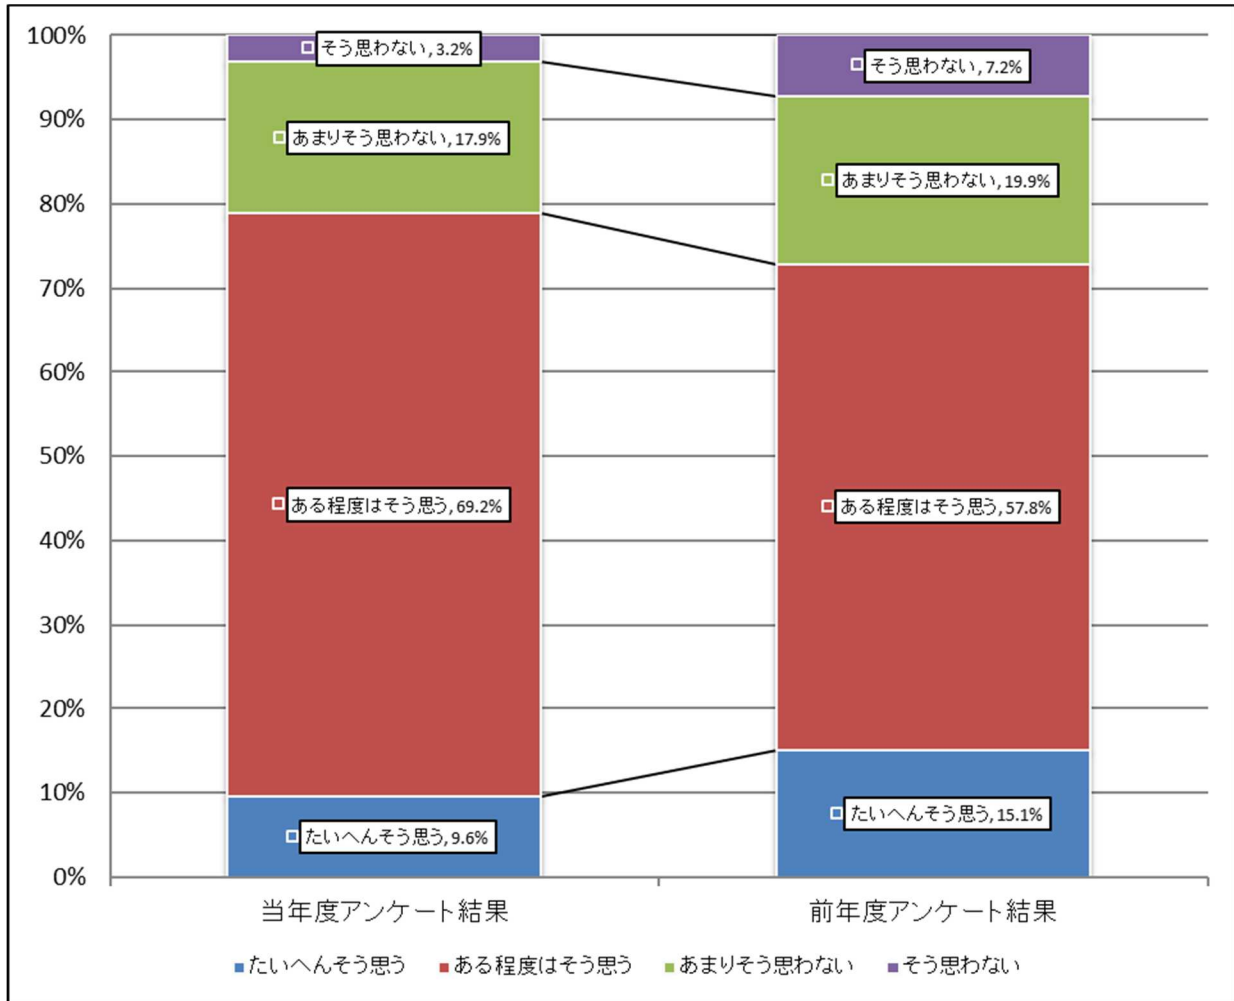 100%
90%
80%
70%
60%
50%
40%
30%
20%
10%
0%
そう思わない, 3.2%
あまりそう思わない, 17.9%
ある程度はそう思う, 69.2%
たいへんそう思う, 9.6%
そう思わない, 7.2%
あまりそう思わない, 19.9%
ある程度はそう思う, 57.8%
たいへんそう思う, 15.1%
当年度アンケート結果
前年度アンケート結果
たいへんそう思う ある程度はそう思う あまりそう思わない そう思わない